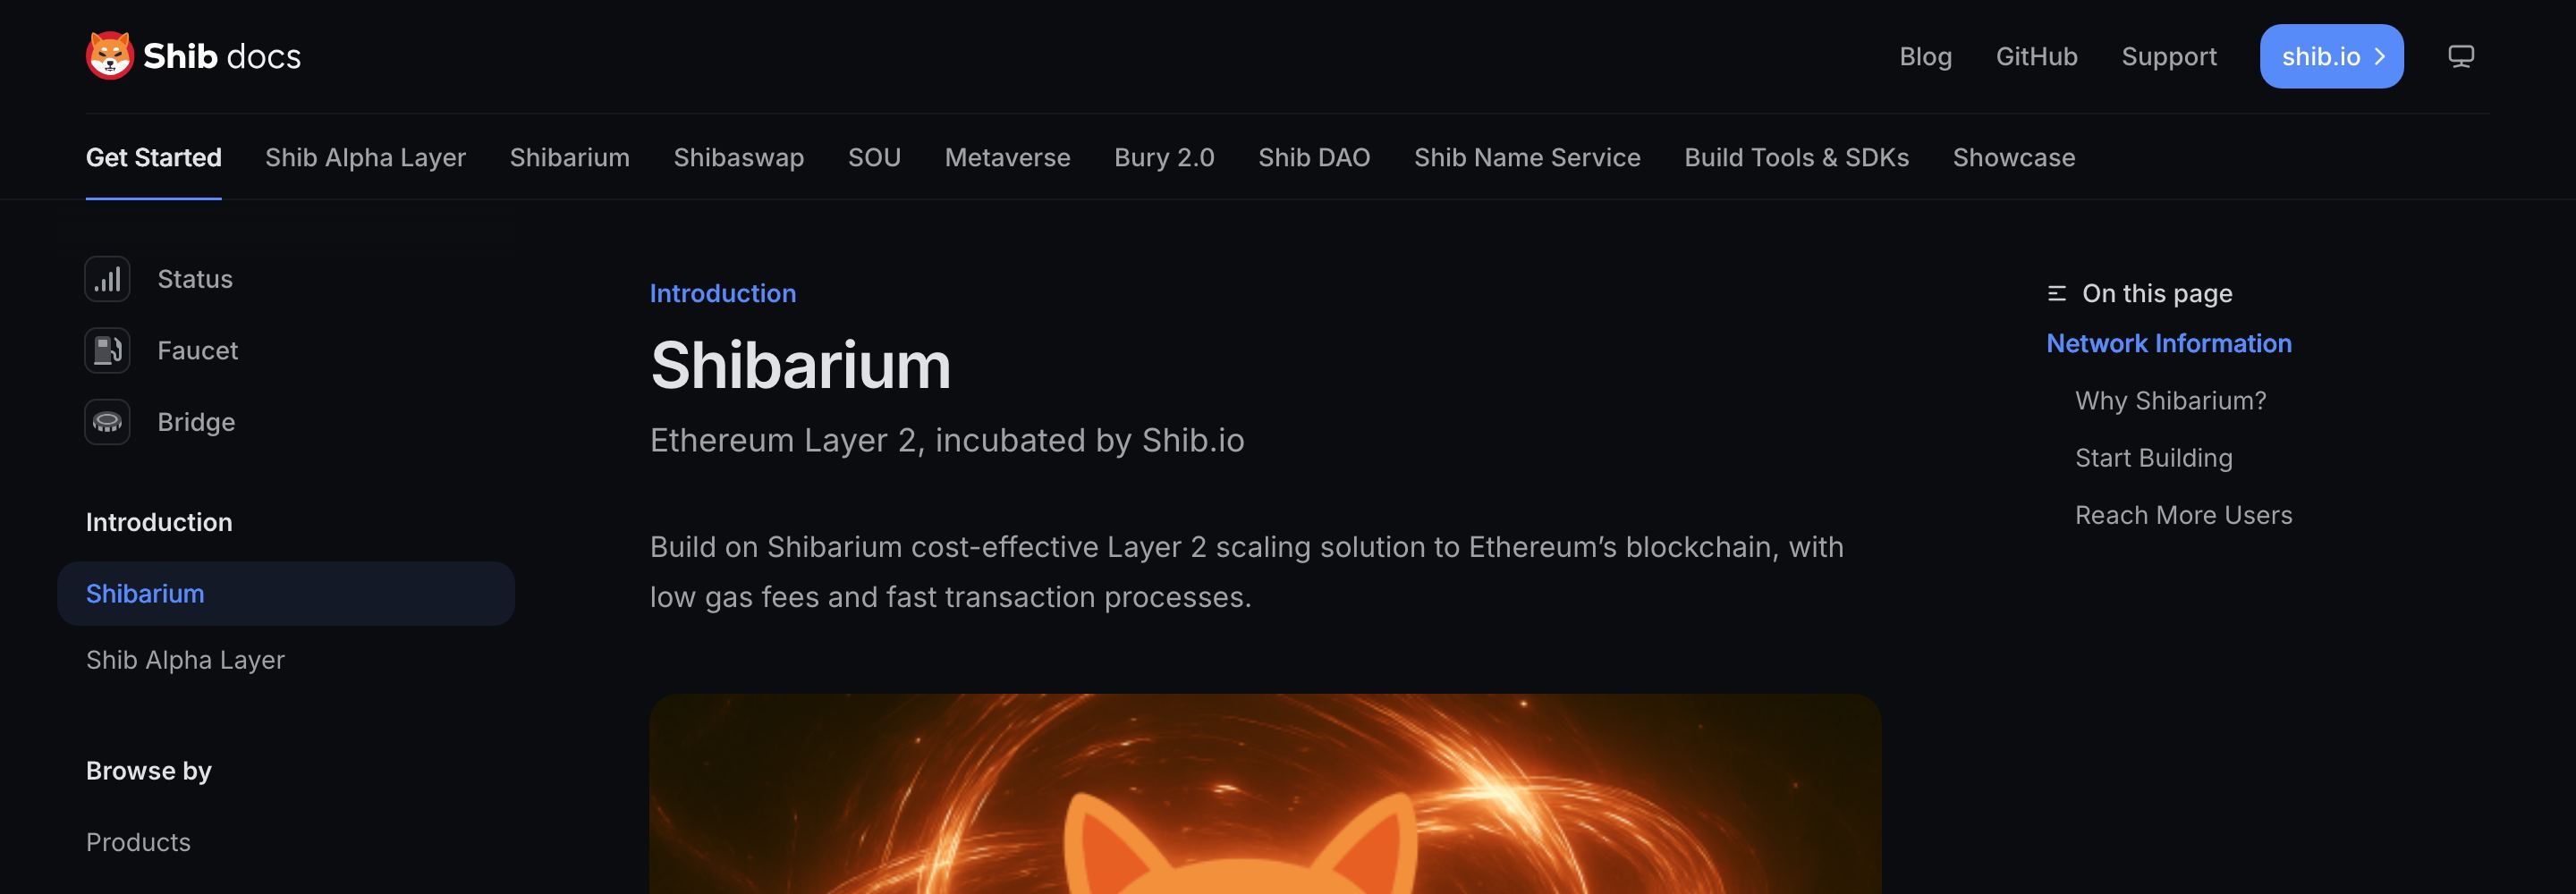 Shib docs
Blog GitHub Support shib.io
Get Started Shib Alpha Layer Shibarium Shibaswap SOU Metaverse Bury 2.0 Shib DAO Shib Name Service Build Tools & SDKs Showcase
Status
Faucet
Bridge
Introduction
Shibarium
Shib Alpha Layer
Browse by
Products
Introduction
Shibarium
Ethereum Layer 2, incubated by Shib.io
Build on Shibarium cost-effective Layer 2 scaling solution to Ethereum’s blockchain, with
low gas fees and fast transaction processes.
On this page
Network Information
Why Shibarium?
Start Building
Reach More Users